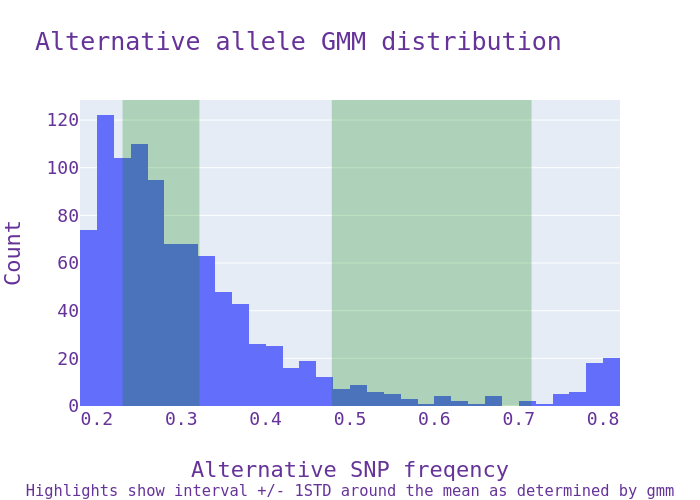 Alternative allele GMM distribution
120
100
80
60
40
20
0
Count
0.2 0.3 0.4 0.5 0.6 0.7 0.8
Alternative SNP freqency
Highlights show interval +/- 1STD around the mean as determined by gmm